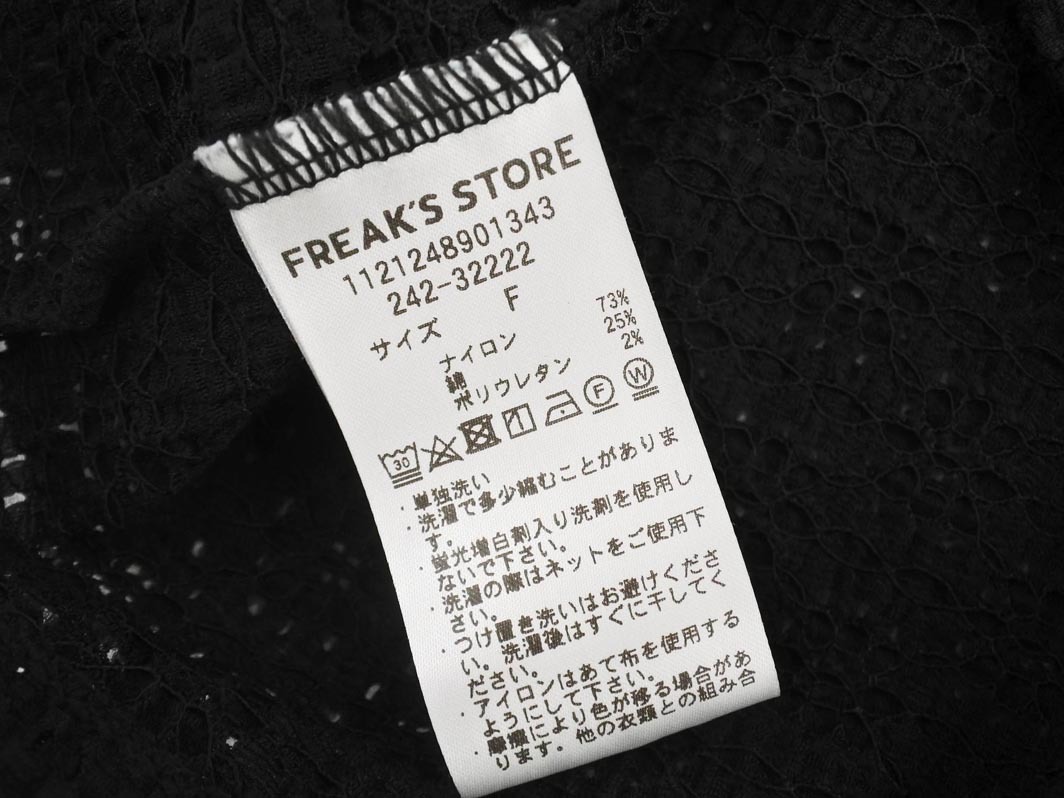 FREAK'S STORE
1121248901343
242-32222
サイズ F
ナイロン 73%
綿 25%
ポリウレタン 2%
30 F W
・単独洗い
・洗濯で多少縮むことがありま
す。
・蛍光増白剤入り洗剤を使用し
ないで下さい。
・洗濯の際はネットをご使用下
さい。
・つけ置き洗いはお避けくださ
い。洗濯後はすぐに干してく
ださい。
・アイロンはあて布を使用する
ようにして下さい。
・摩擦により色が移る場合があ
ります。他の衣類との組み合